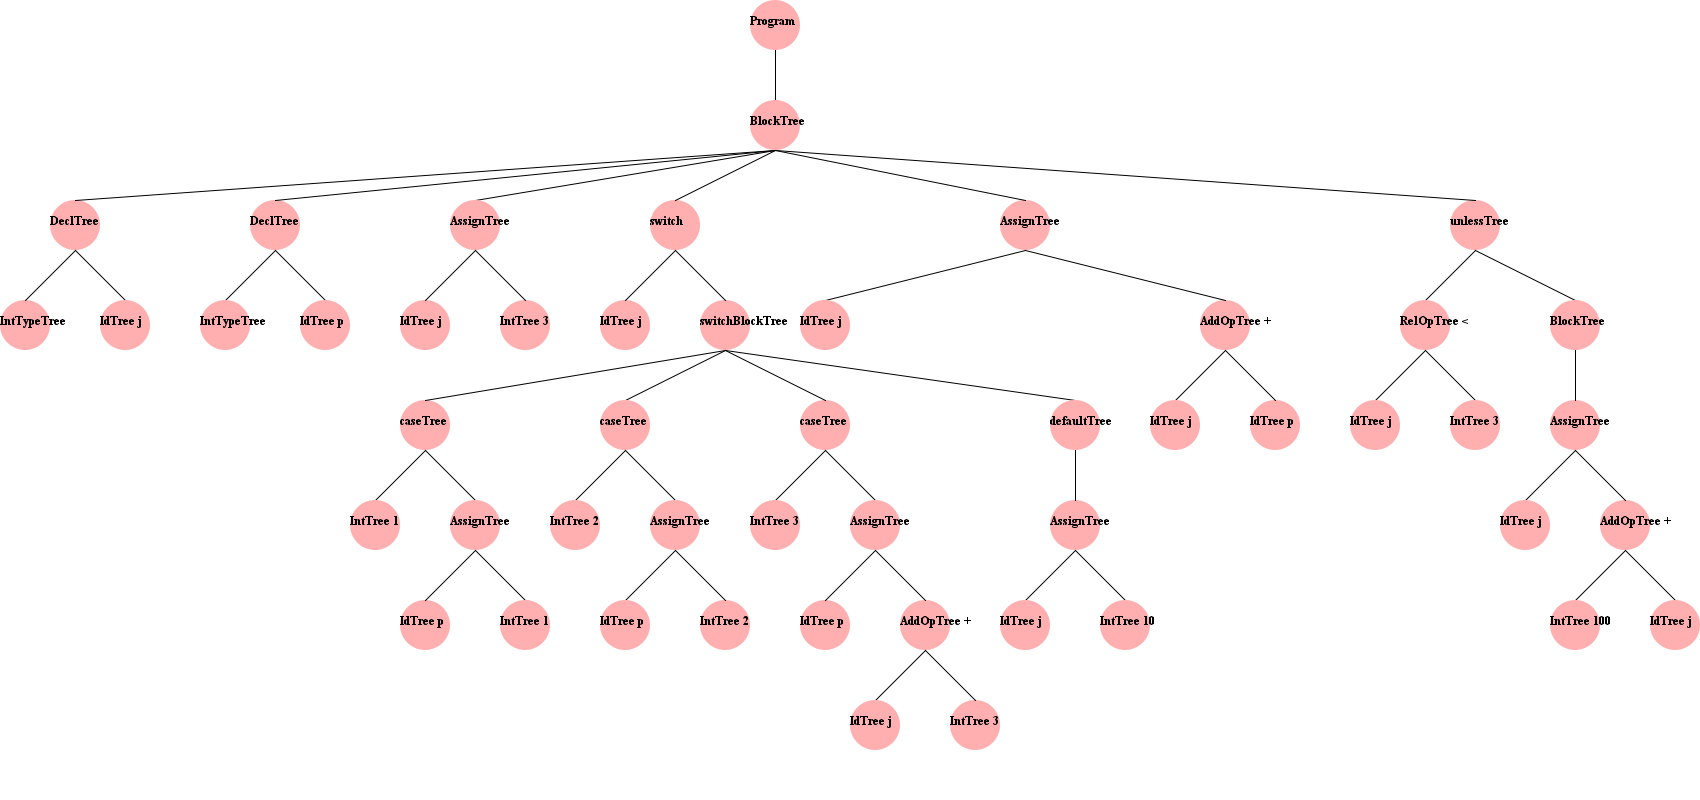 Program
BlockTree
DeclTree DeclTree AssignTree switch AssignTree unlessTree
IntTypeTree IdTree j IntTypeTree IdTree p IdTree j IntTree 3 IdTree j switchBlockTree IdTree j AddOpTree + RelOpTree < BlockTree
caseTree caseTree caseTree defaultTree IdTree j IdTree p IdTree j IntTree 3 AssignTree
IntTree 1 AssignTree IntTree 2 AssignTree IntTree 3 AssignTree AssignTree IdTree j AddOpTree +
IdTree p IntTree 1 IdTree p IntTree 2 IdTree p AddOpTree + IdTree j IntTree 10 IntTree 100 IdTree j
IdTree j IntTree 3